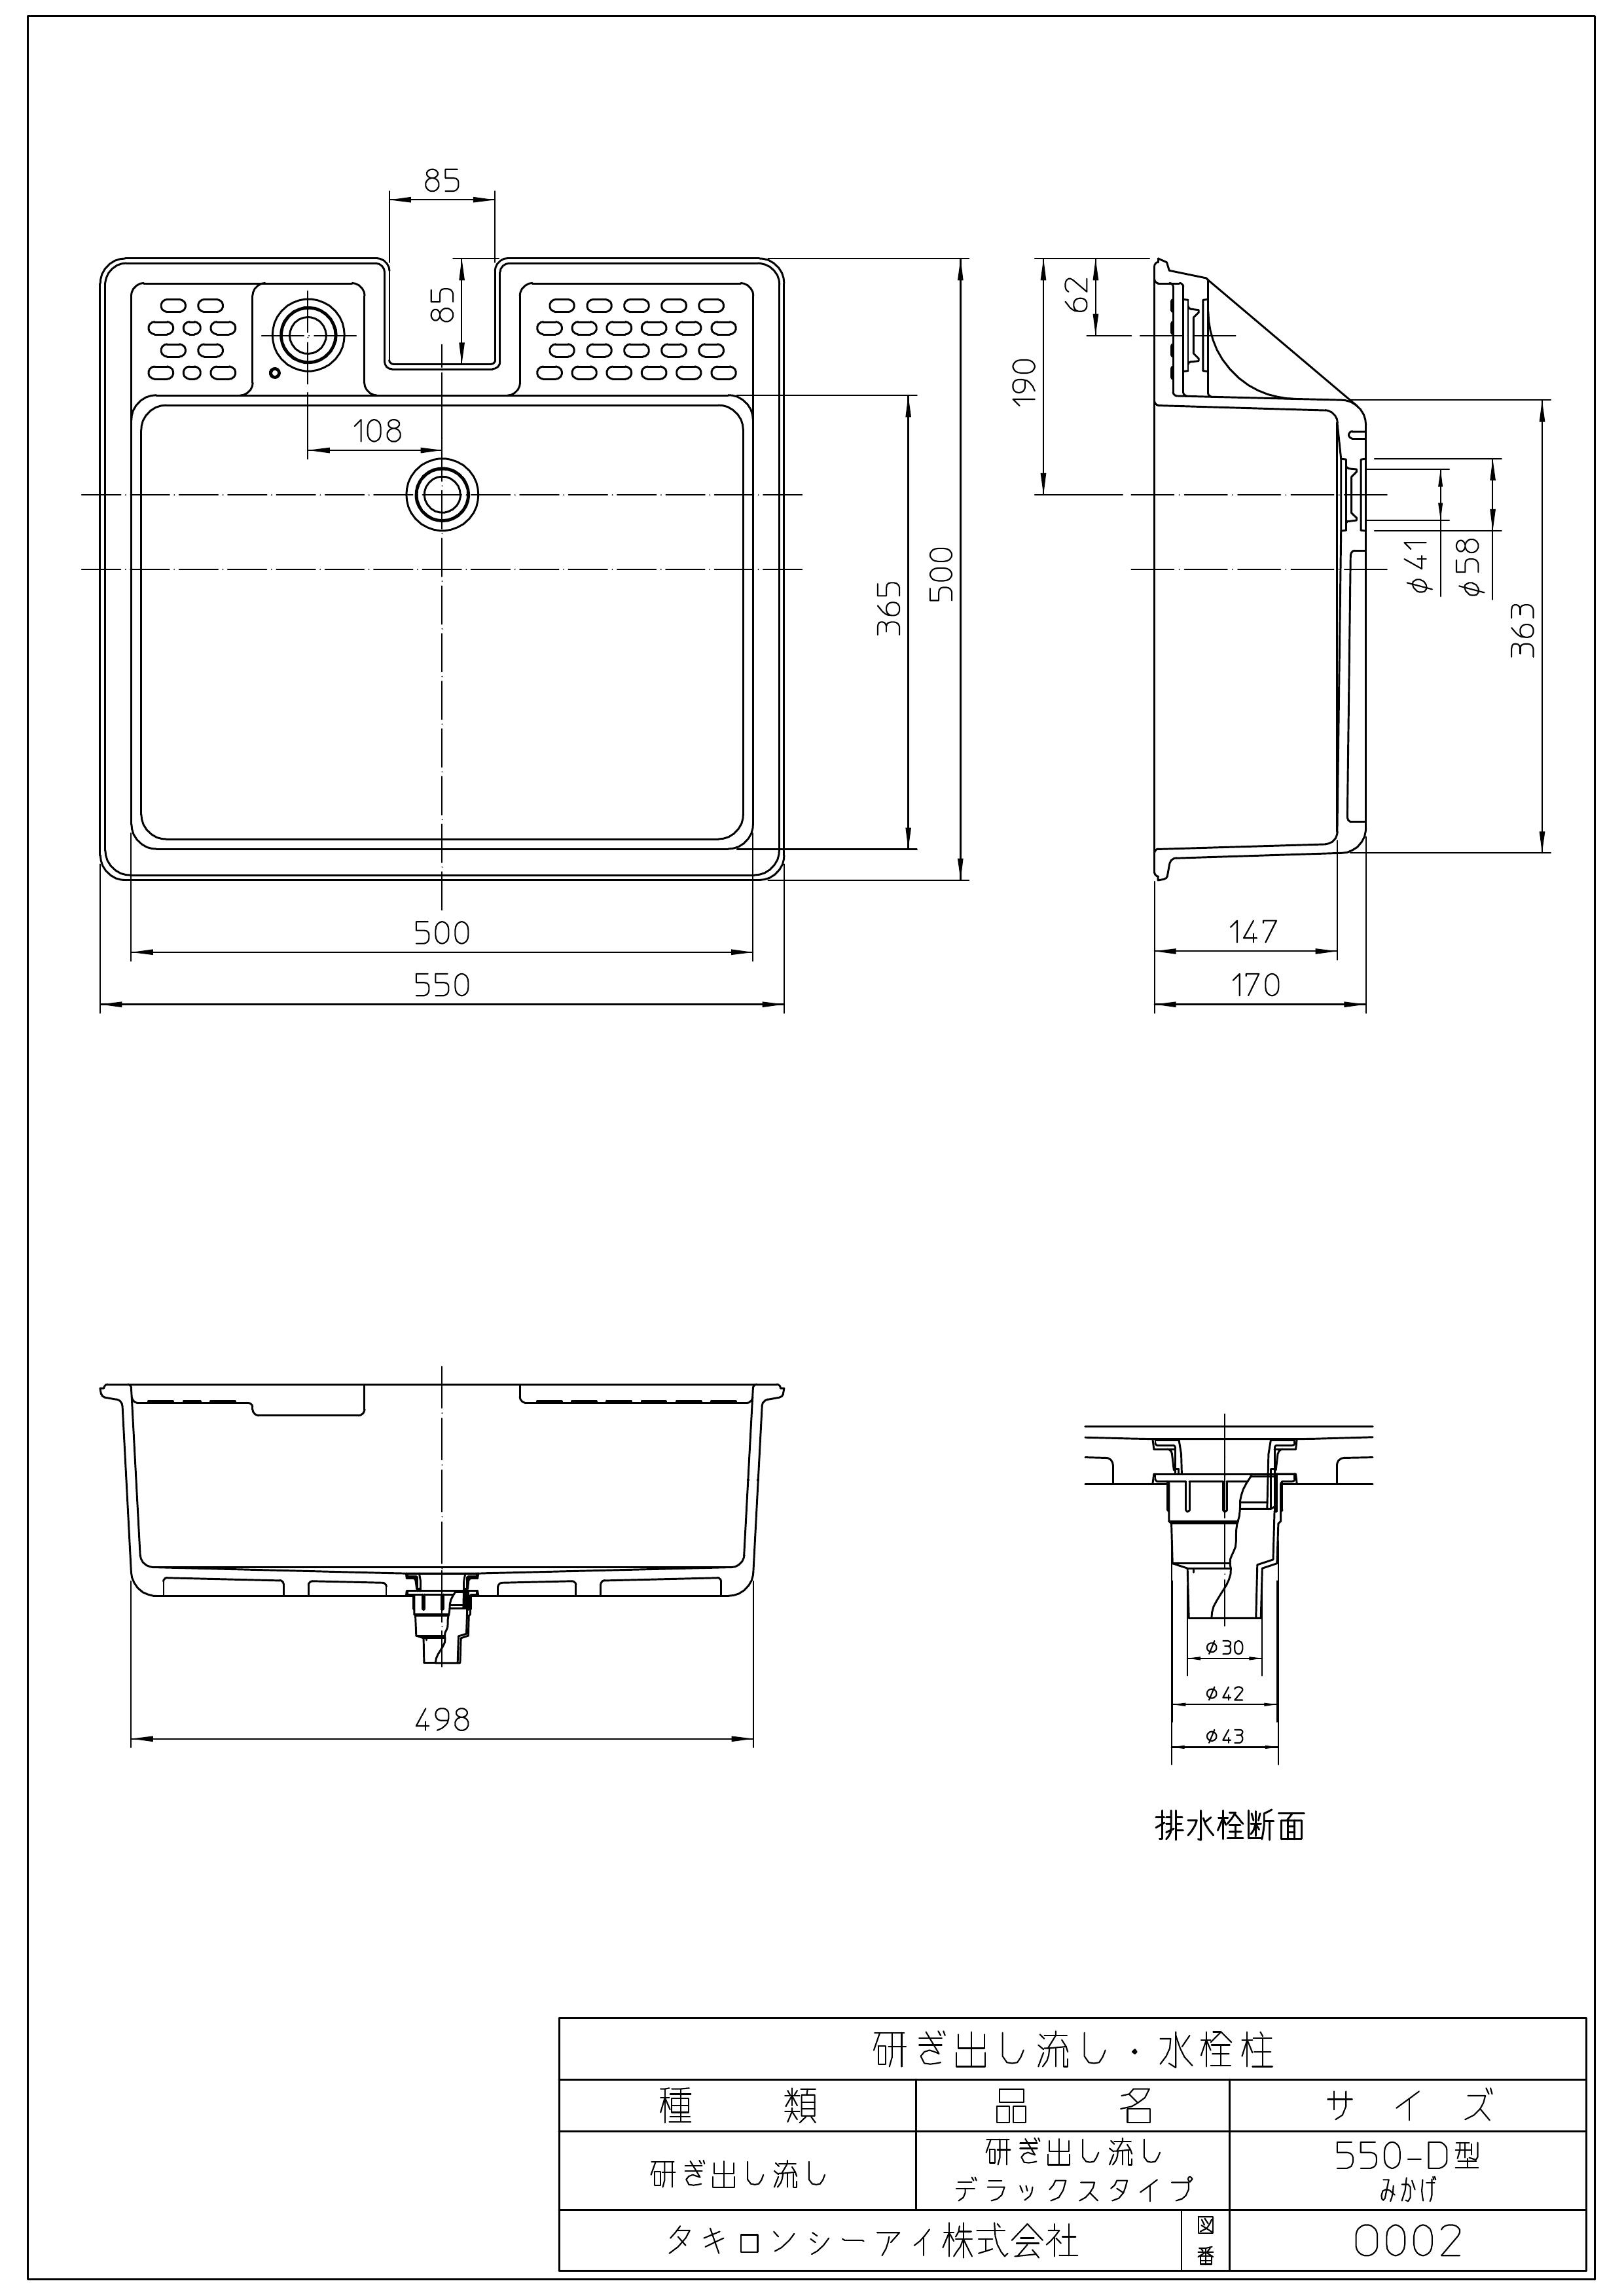 85
85
108
365
500
500
550
62
190
φ41
φ58
363
147
170
498
φ30
φ42
φ43
排水栓断面
研ぎ出し流し・水栓柱
種類 品名 サイズ
研ぎ出し流し 研ぎ出し流し 550-D型
デラックスタイプ みかげ
タキロンシーアイ株式会社 図番 0002